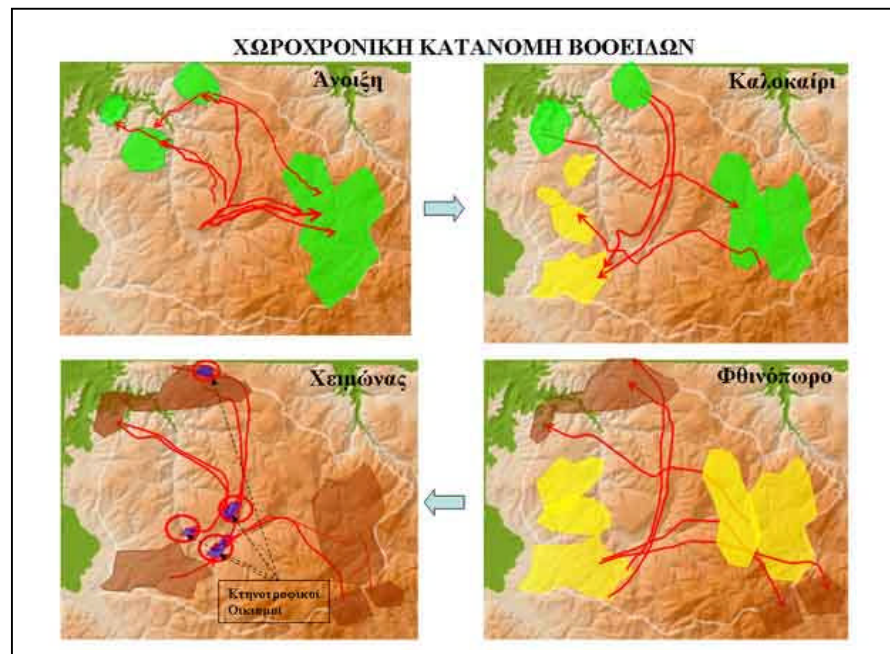 ΧΩΡΟΧΡΟΝΙΚΗ ΚΑΤΑΝΟΜΗ ΒΟΟΕΙΔΩΝ
Άνοιξη
Καλοκαίρι
Χειμώνας
Φθινόπωρο
Κτηνοτροφικοί
Οικισμοί